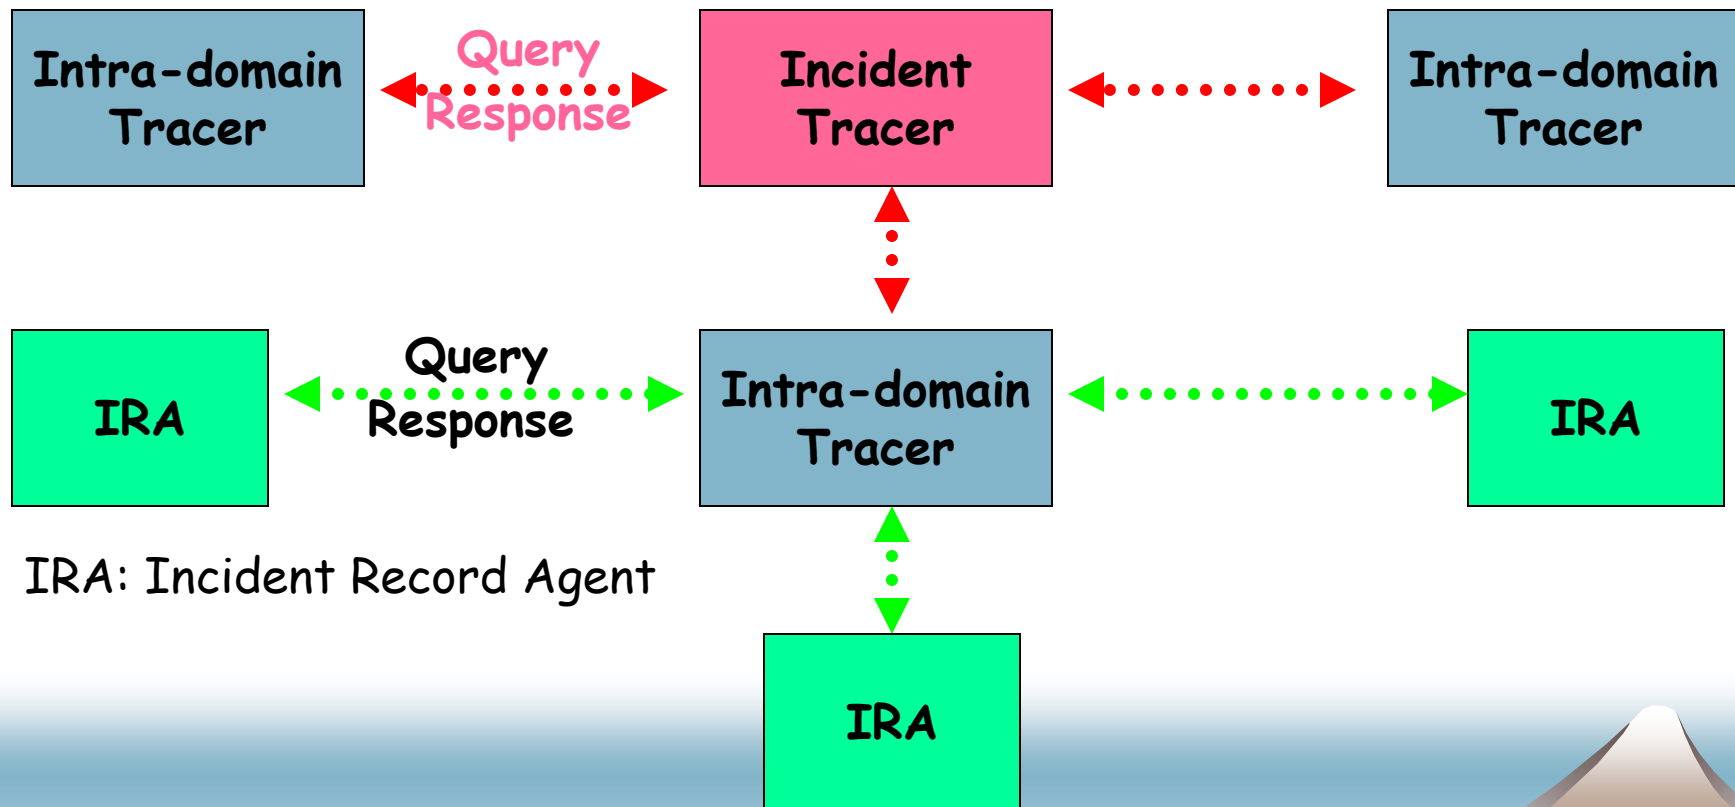 Intra-domain
Tracer
Query
Response
Incident
Tracer
Intra-domain
Tracer
IRA
Query
Response
Intra-domain
Tracer
IRA
IRA: Incident Record Agent
IRA